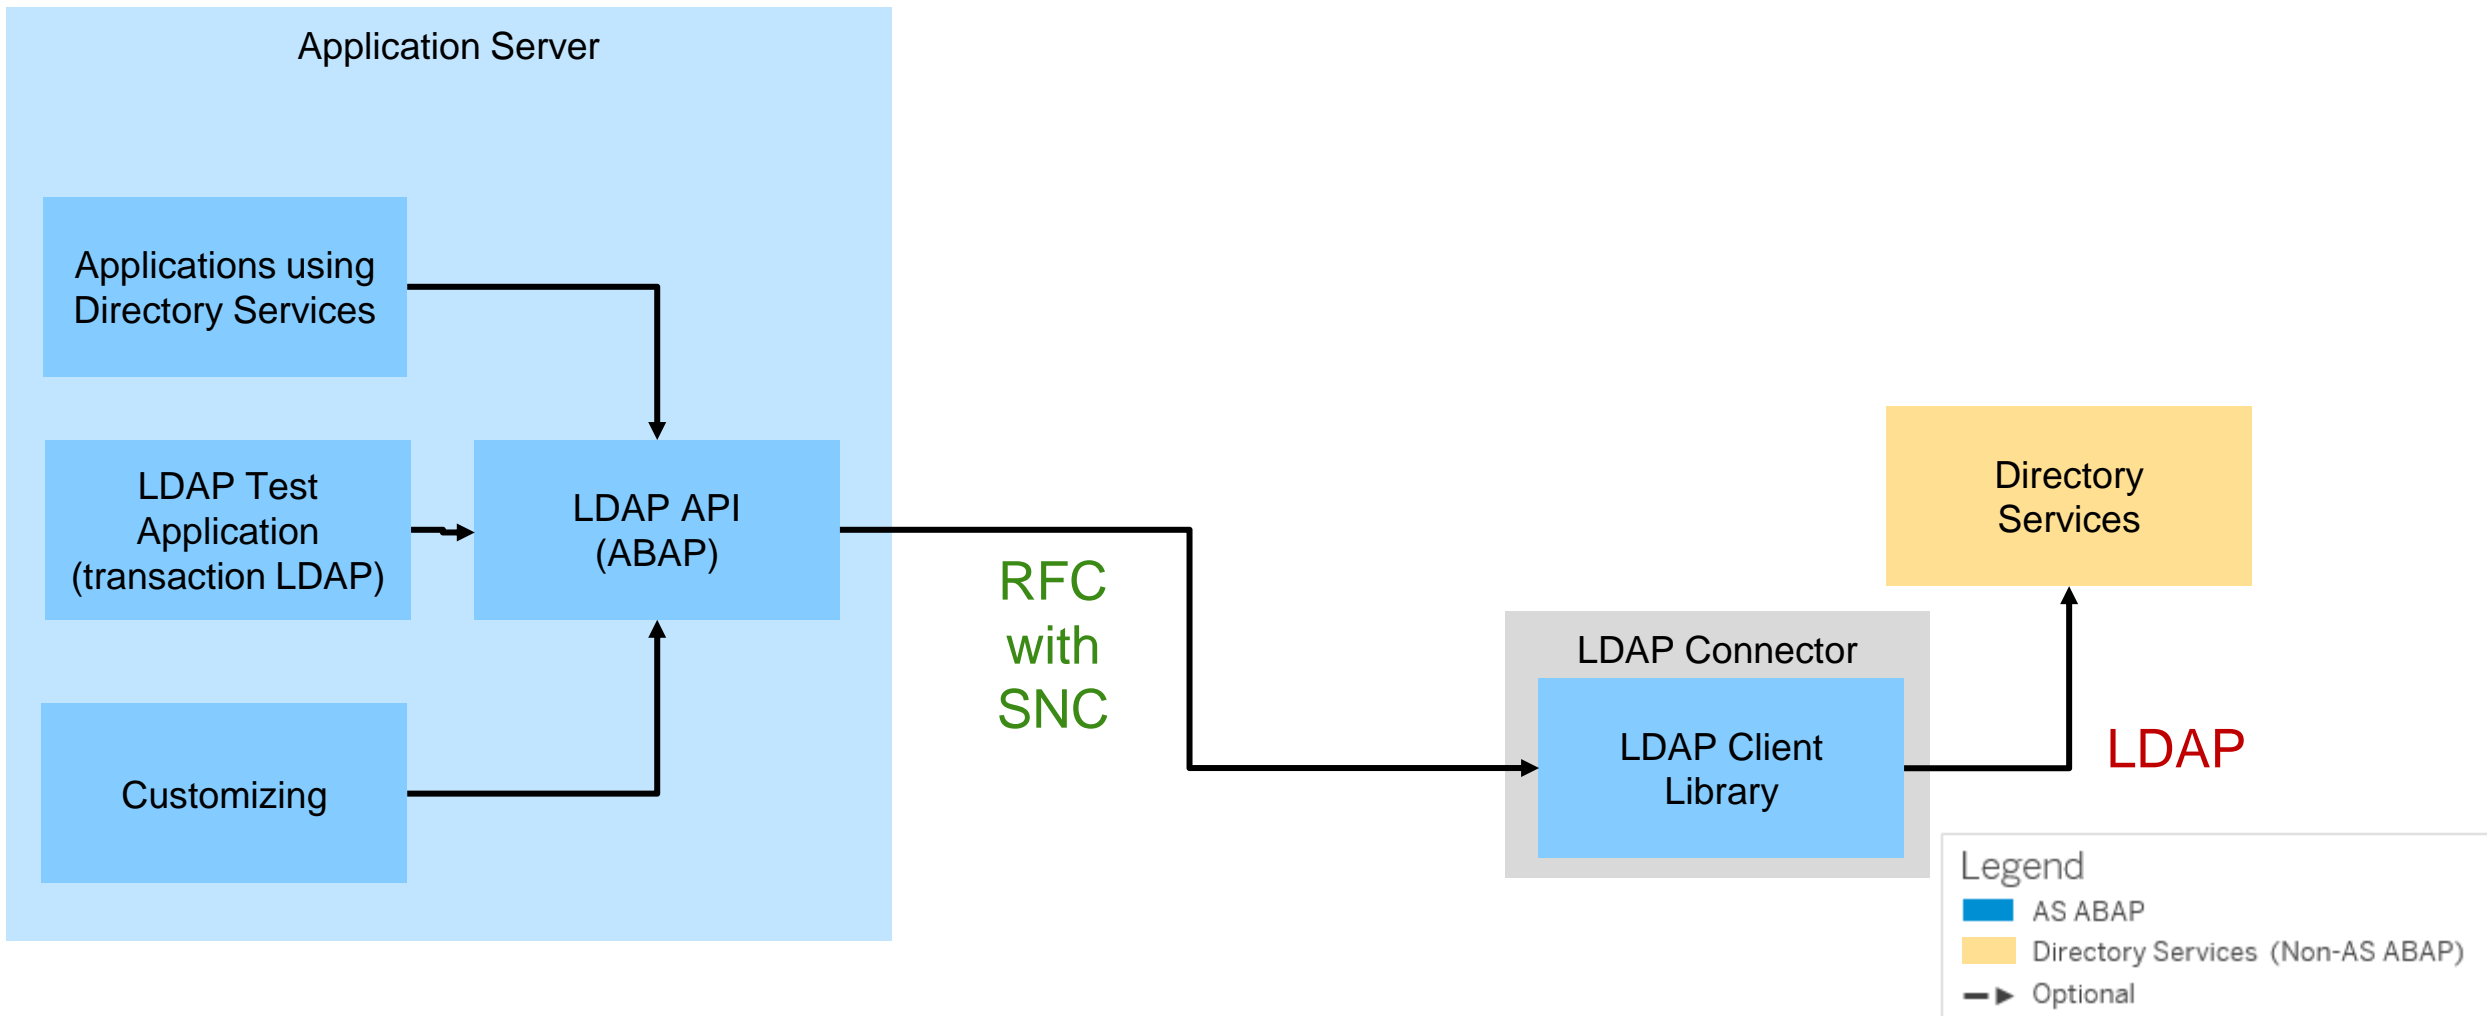 Application Server
Applications using
Directory Services
LDAP Test
Application
(transaction LDAP)
LDAP API
(ABAP)
Customizing
RFC
with
SNC
LDAP Connector
LDAP Client
Library
Directory
Services
LDAP
Legend
AS ABAP
Directory Services (Non-AS ABAP)
Optional